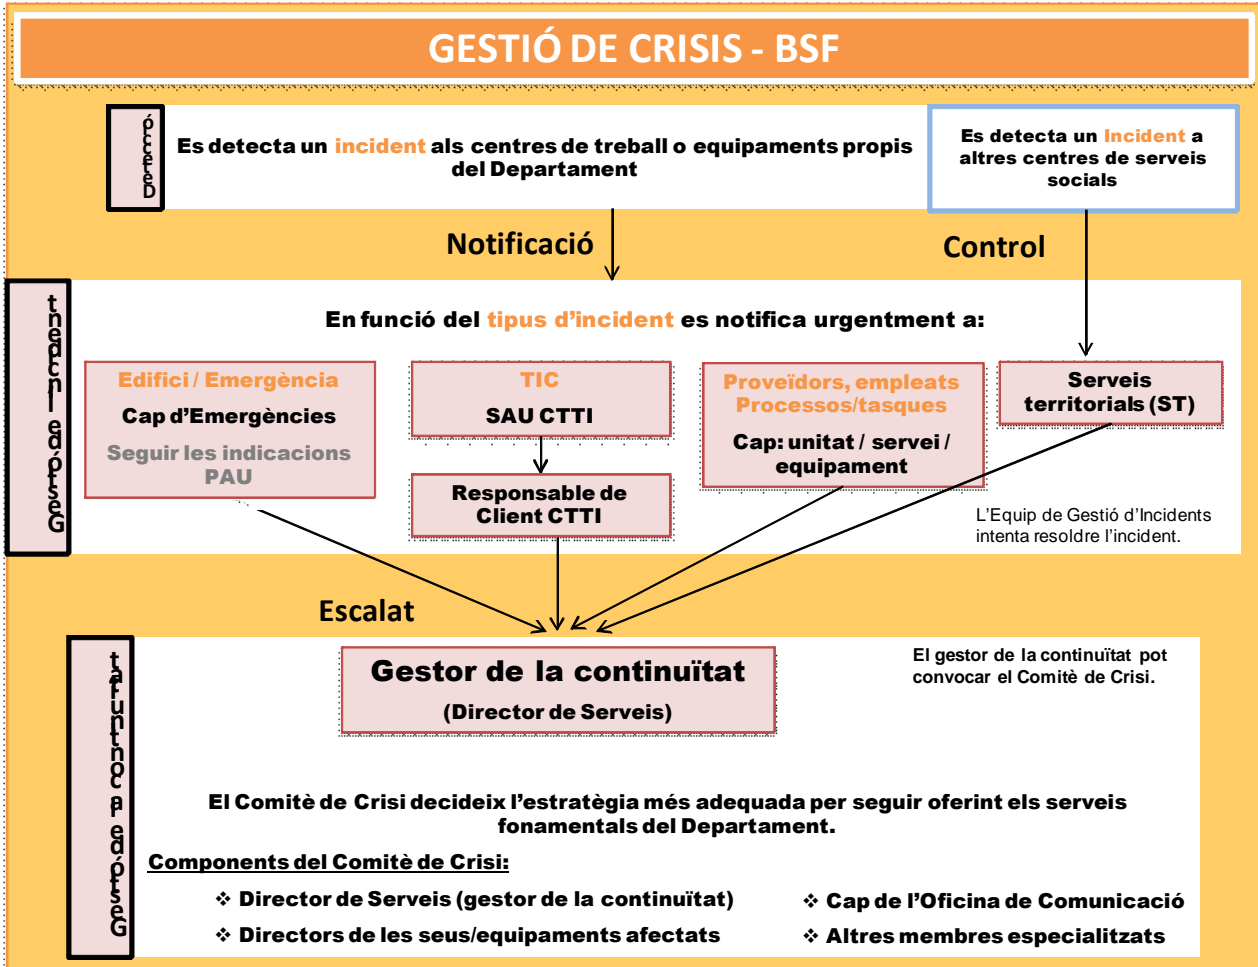 GESTIÓ DE CRISIS - BSF
Detecció
Es detecta un incident als centres de treball o equipaments propis
del Departament
Es detecta un Incident a
altres centres de serveis
socials
Notificació
Control
Gestió de l'incident
En funció del tipus d'incident es notifica urgentment a:
Edifici / Emergència
Cap d'Emergències
Seguir les indicacions
PAU
TIC
SAU CTTI
Responsable de
Client CTTI
Proveïdors, empleats
Processos/tasques
Cap: unitat / servei /
equipament
Serveis
territorials (ST)
L'Equip de Gestió d'Incidents
intenta resoldre l'incident.
Escalat
Gestió de la continuïtat
Gestor de la continuïtat
(Director de Serveis)
El gestor de la continuïtat pot
convocar el Comitè de Crisi.
El Comitè de Crisi decideix l'estratègia més adequada per seguir oferint els serveis
fonamentals del Departament.
Components del Comitè de Crisi:
❖ Director de Serveis (gestor de la continuïtat)
❖ Directors de les seus/equipaments afectats
❖ Cap de l'Oficina de Comunicació
❖ Altres membres especialitzats